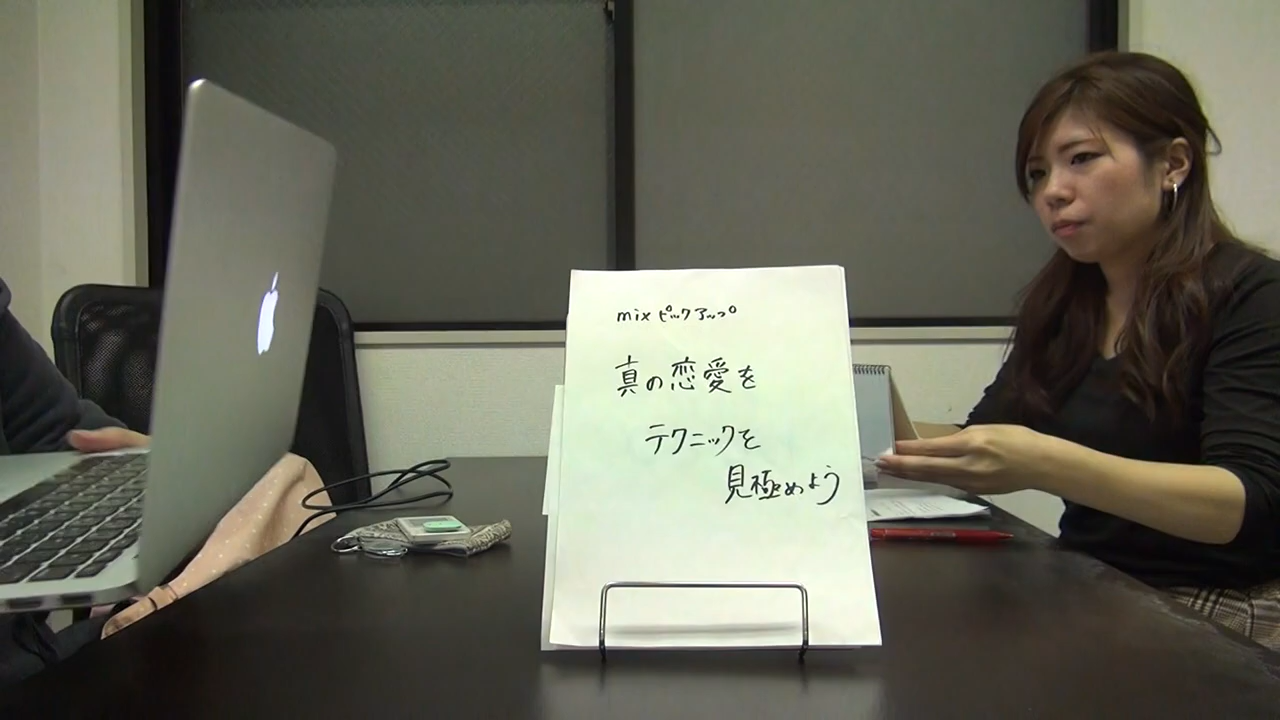 mixピックアップ
真の恋愛を
テクニックを
見極めよう